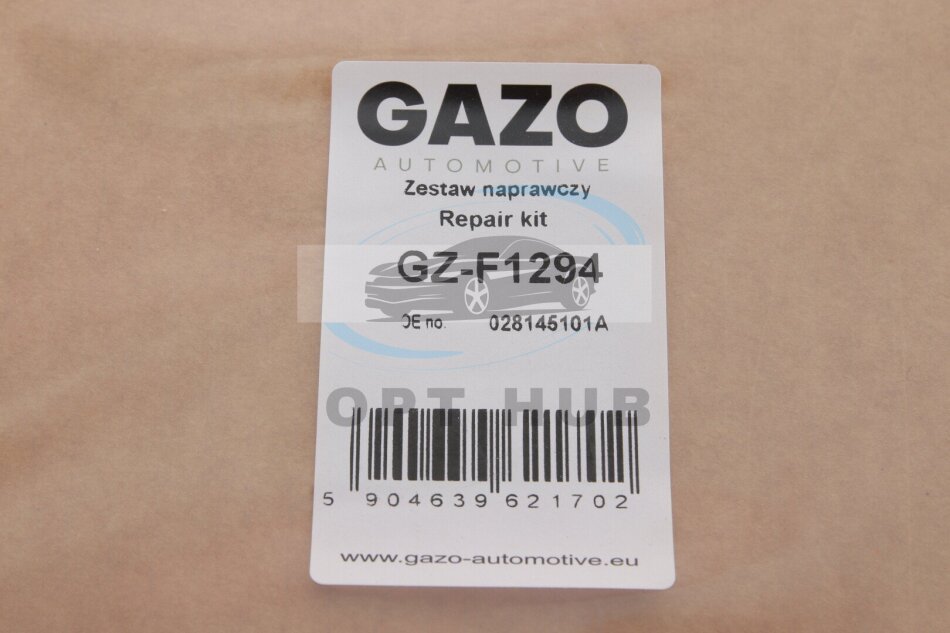 GAZO
AUTOMOTIVE
Zestaw naprawczy
Repair kit
GZ-F1294
OE no. 028145101A
OPT HUB
5 904639 621702
www.gazo-automotive.eu